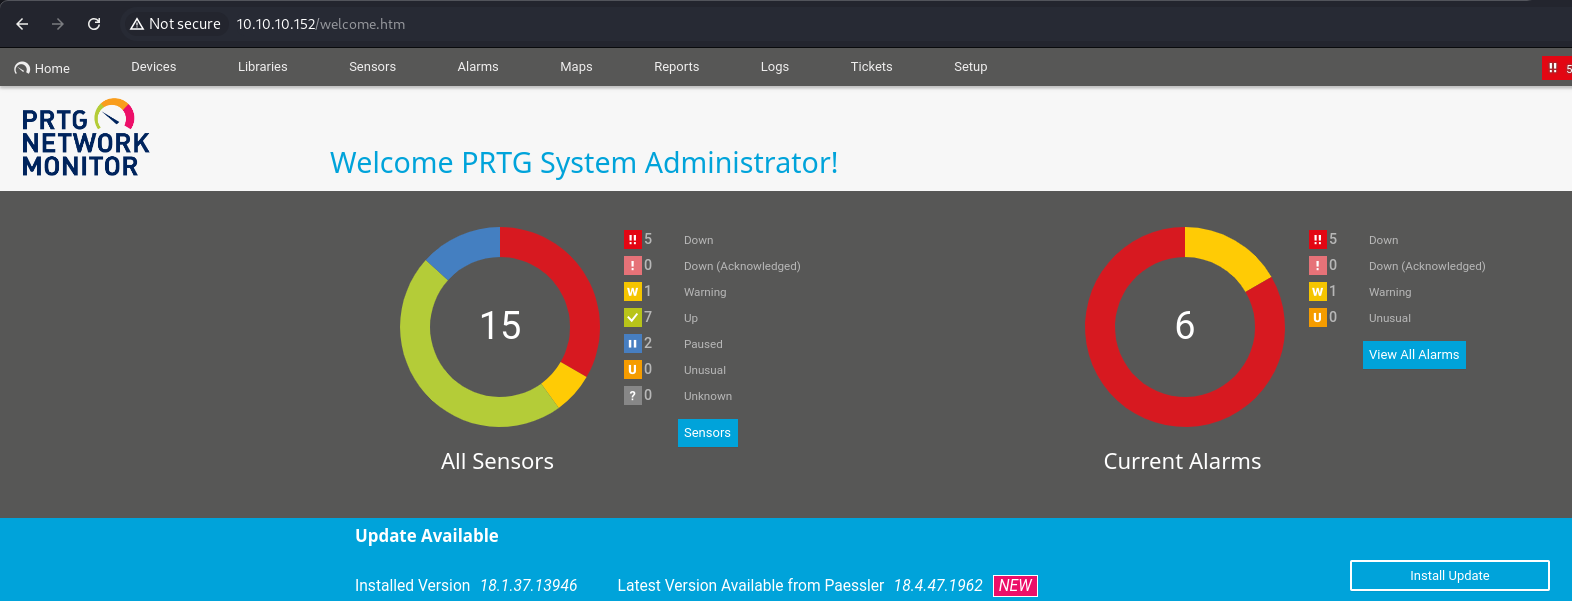 Not secure 10.10.10.152/welcome.htm
Home Devices Libraries Sensors Alarms Maps Reports Logs Tickets Setup !! 5
PRTG
NETWORK
MONITOR
Welcome PRTG System Administrator!
15
!! 5 Down
! 0 Down (Acknowledged)
W 1 Warning
7 Up
2 Paused
U 0 Unusual
? 0 Unknown
Sensors
All Sensors
6
!! 5 Down
! 0 Down (Acknowledged)
W 1 Warning
U 0 Unusual
View All Alarms
Current Alarms
Update Available
Installed Version 18.1.37.13946 Latest Version Available from Paessler 18.4.47.1962 NEW
Install Update